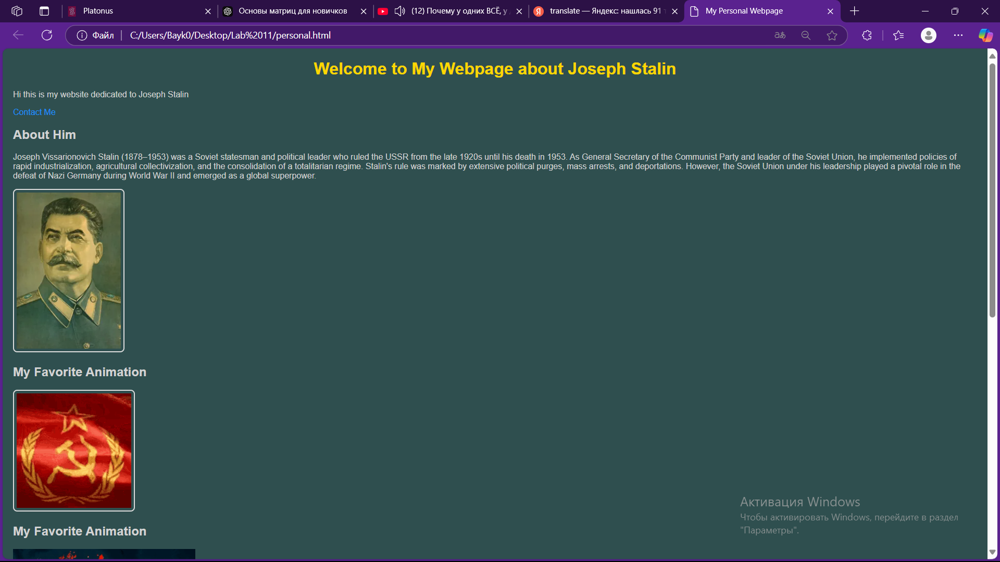 Platonus
Основы матриц для новичков
(12) Почему у одних ВСЁ, у
translate — Яндекс: нашлась 91
My Personal Webpage
Файл
C:/Users/Bayk0/Desktop/Lab%2011/personal.html
Welcome to My Webpage about Joseph Stalin
Hi this is my website dedicated to Joseph Stalin
Contact Me
About Him
Joseph Vissarionovich Stalin (1878–1953) was a Soviet statesman and political leader who ruled the USSR from the late 1920s until his death in 1953. As General Secretary of the Communist Party and leader of the Soviet Union, he implemented policies of
rapid industrialization, agricultural collectivization, and the consolidation of a totalitarian regime. Stalin's rule was marked by extensive political purges, mass arrests, and deportations. However, the Soviet Union under his leadership played a pivotal role in the
defeat of Nazi Germany during World War II and emerged as a global superpower.
My Favorite Animation
My Favorite Animation
Активация Windows
Чтобы активировать Windows, перейдите в раздел
"Параметры".